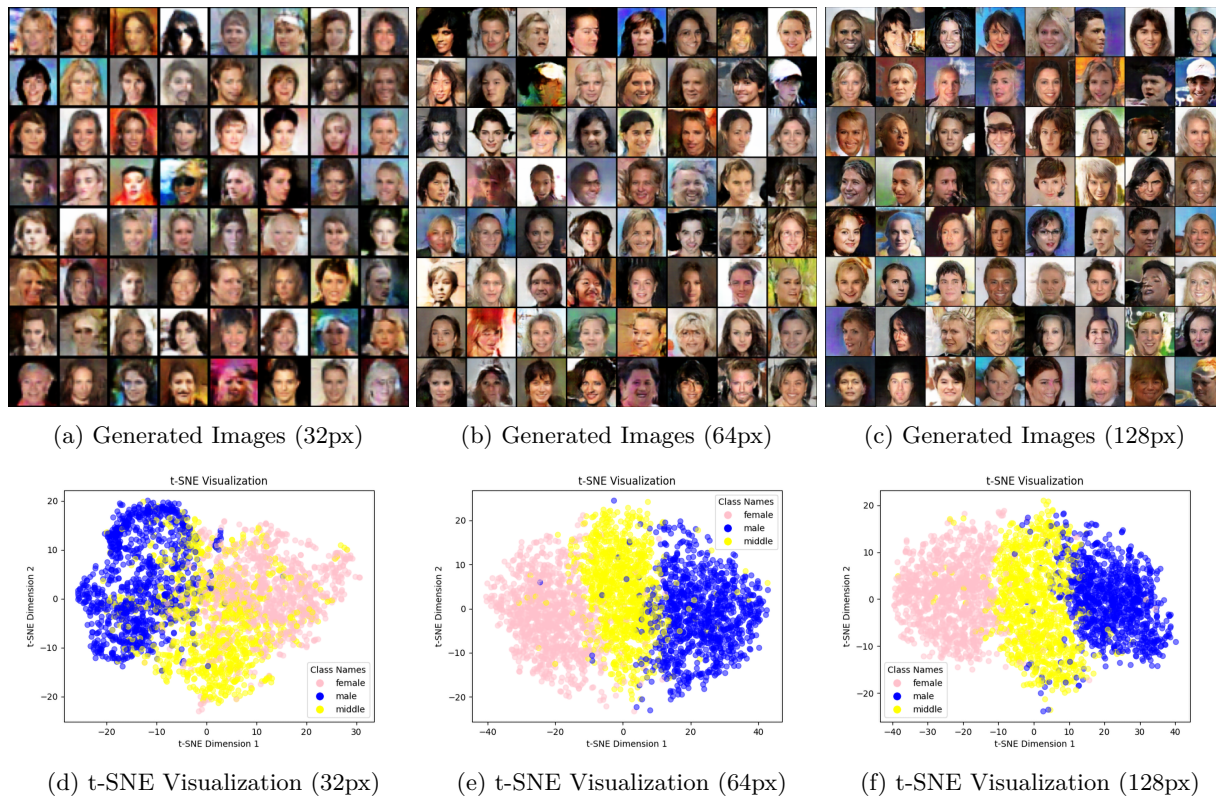 (a) Generated Images (32px)
(b) Generated Images (64px)
(c) Generated Images (128px)
t-SNE Visualization
20
10
0
−10
−20
t-SNE Dimension 2
−20
−10
0
10
20
30
t-SNE Dimension 1
Class Names
female
male
middle
t-SNE Visualization
20
10
0
−10
−20
t-SNE Dimension 2
−40
−20
0
20
40
t-SNE Dimension 1
Class Names
female
male
middle
t-SNE Visualization
20
10
0
−10
−20
t-SNE Dimension 2
−40
−30
−20
−10
0
10
20
30
40
t-SNE Dimension 1
Class Names
female
male
middle
(d) t-SNE Visualization (32px)
(e) t-SNE Visualization (64px)
(f) t-SNE Visualization (128px)